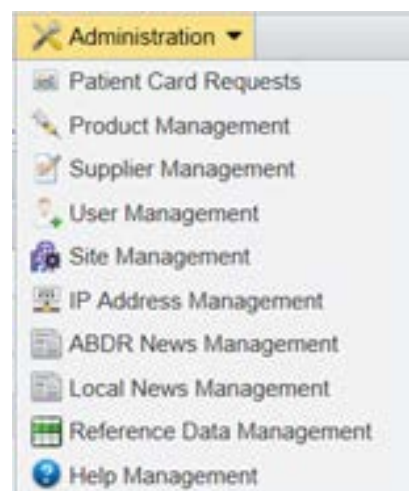 Administration
Patient Card Requests
Product Management
Supplier Management
User Management
Site Management
IP Address Management
ABDR News Management
Local News Management
Reference Data Management
Help Management